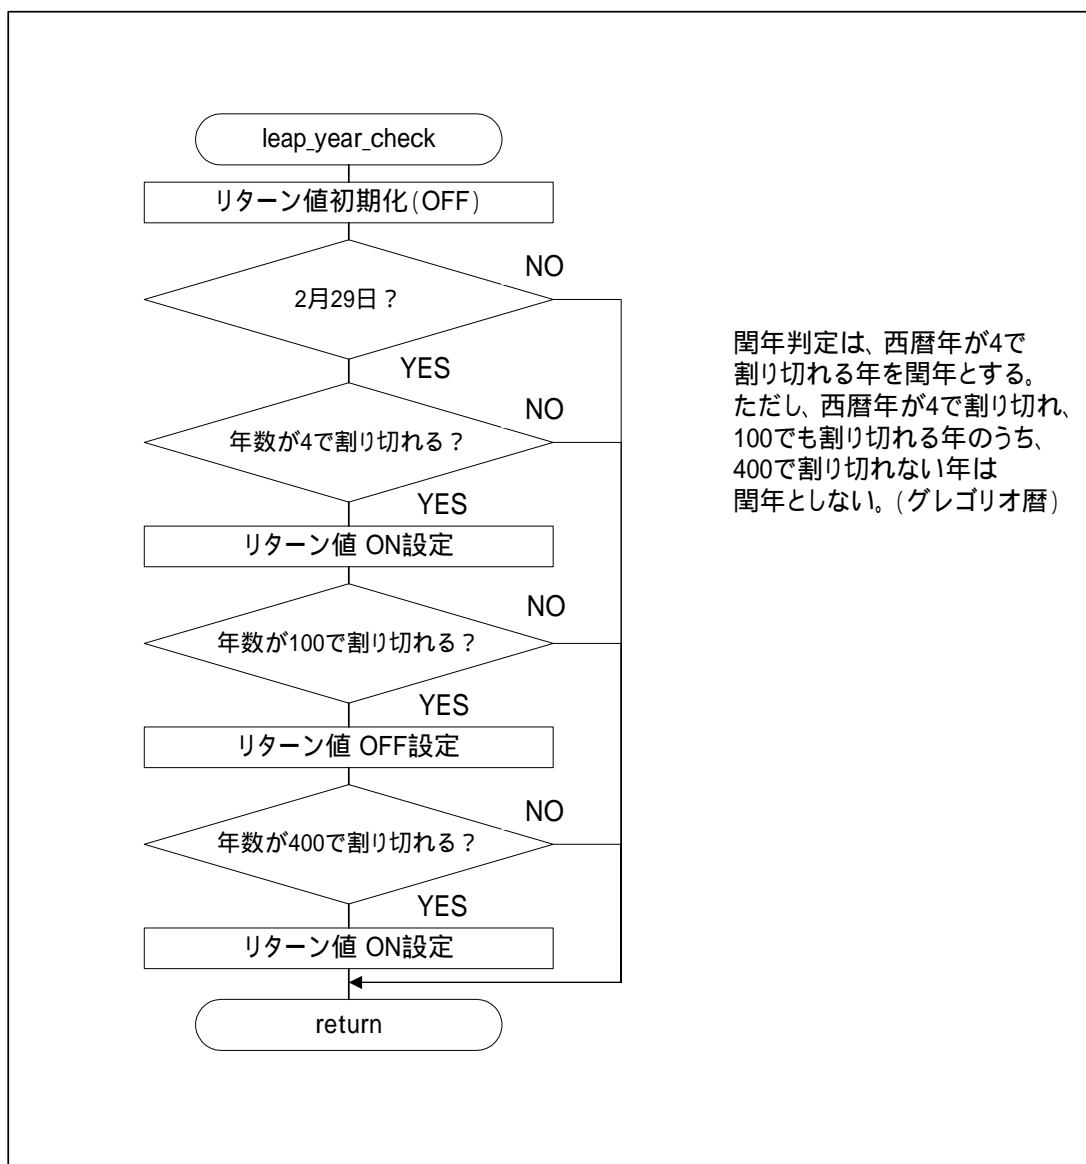 leap_year_check
リターン値初期化(OFF)
NO
2月29日?
YES
NO
年数が4で割り切れる?
YES
リターン値 ON設定
NO
年数が100で割り切れる?
YES
リターン値 OFF設定
NO
年数が400で割り切れる?
YES
リターン値 ON設定
return
閏年判定は、西暦年が4で
割り切れる年を閏年とする。
ただし、西暦年が4で割り切れ、
100でも割り切れる年のうち、
400で割り切れない年は
閏年としない。(グレゴリオ暦)